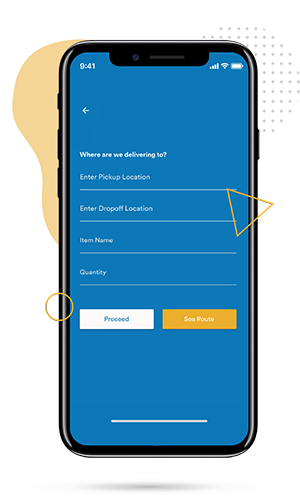 9:41
Where are we delivering to?
Enter Pickup Location
Enter Dropoff Location
Item Name
Quantity
Proceed
See Route